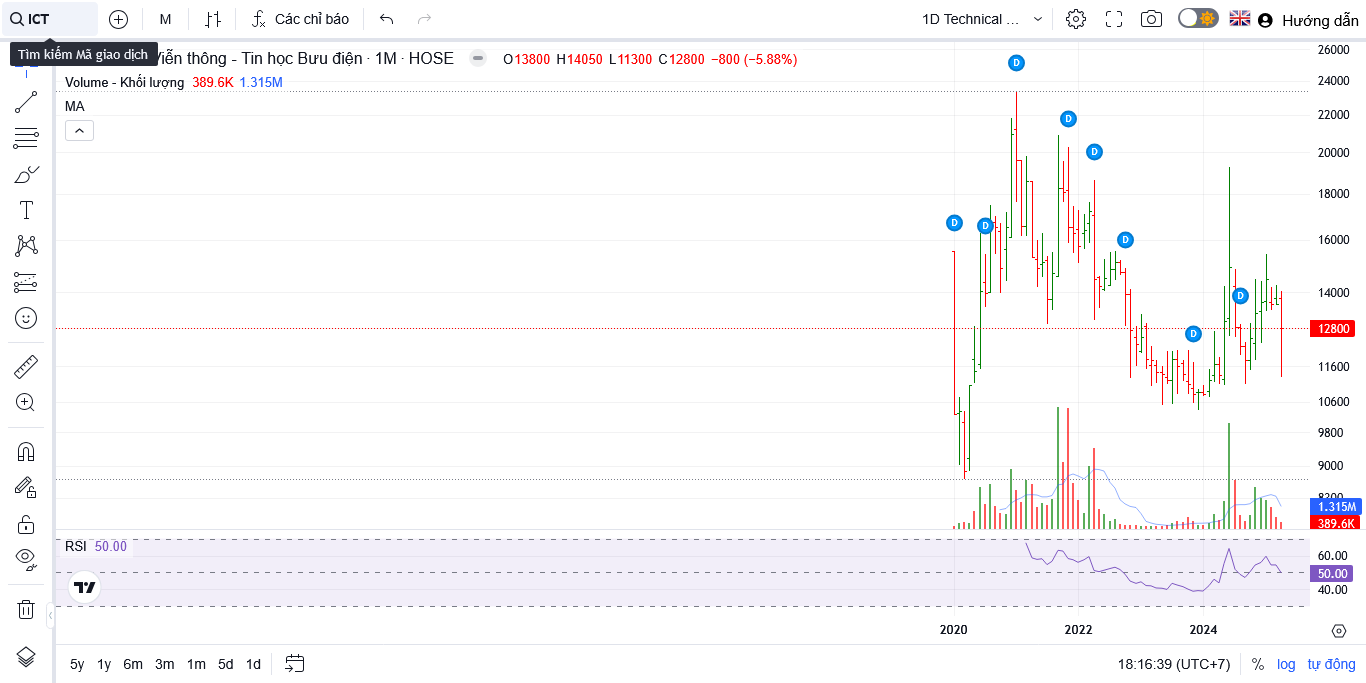 ICT
M
Các chỉ báo
1D Technical ...
Hướng dẫn
Tìm kiếm Mã giao dịch
Viễn thông - Tin học Bưu điện · 1M · HOSE
O13800 H14050 L11300 C12800 −800 (−5.88%)
Volume - Khối lượng 389.6K 1.315M
MA
D
D
D
D
D
D
D
D
26000
24000
22000
20000
18000
16000
14000
12800
11600
10600
9800
9000
8200
1.315M
389.6K
RSI 50.00
60.00
50.00
40.00
2020
2022
2024
5y 1y 6m 3m 1m 5d 1d
18:16:39 (UTC+7)
% log tự động